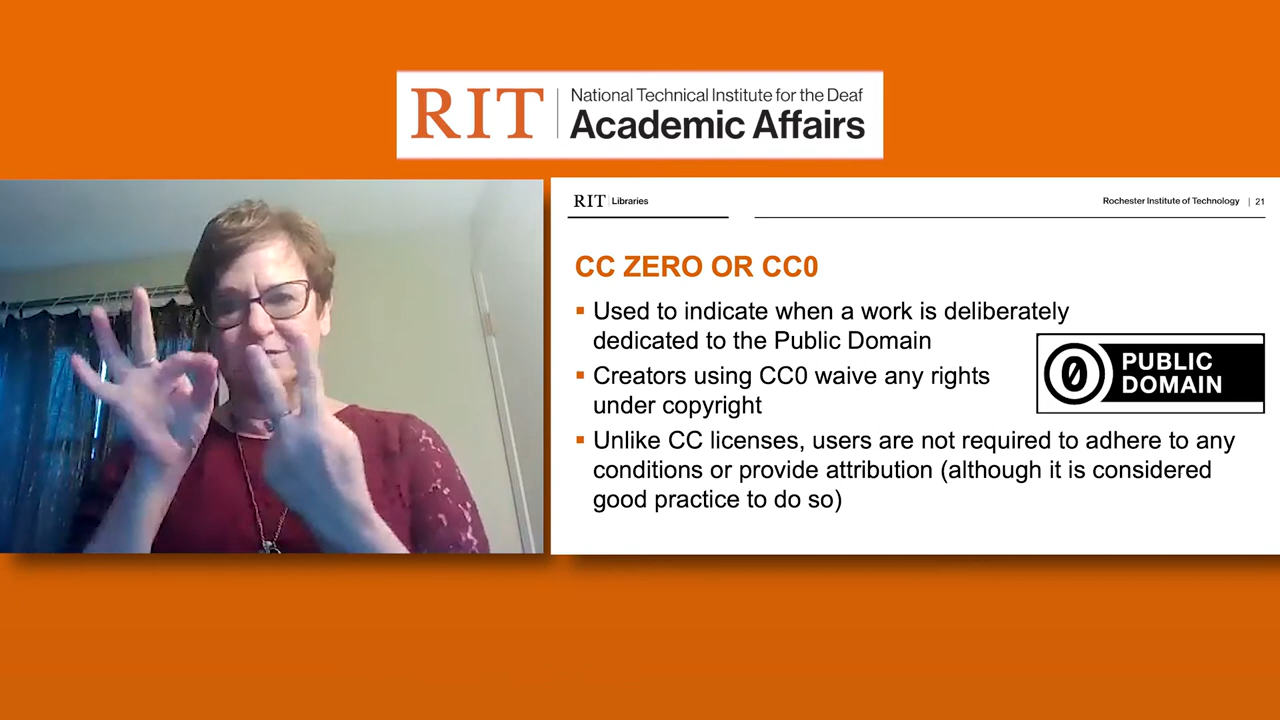 RIT | National Technical Institute for the Deaf
Academic Affairs
RIT | Libraries
Rochester Institute of Technology | 21
CC ZERO OR CC0
▪ Used to indicate when a work is deliberately
dedicated to the Public Domain
▪ Creators using CC0 waive any rights
under copyright
▪ Unlike CC licenses, users are not required to adhere to any
conditions or provide attribution (although it is considered
good practice to do so)
0 PUBLIC
DOMAIN